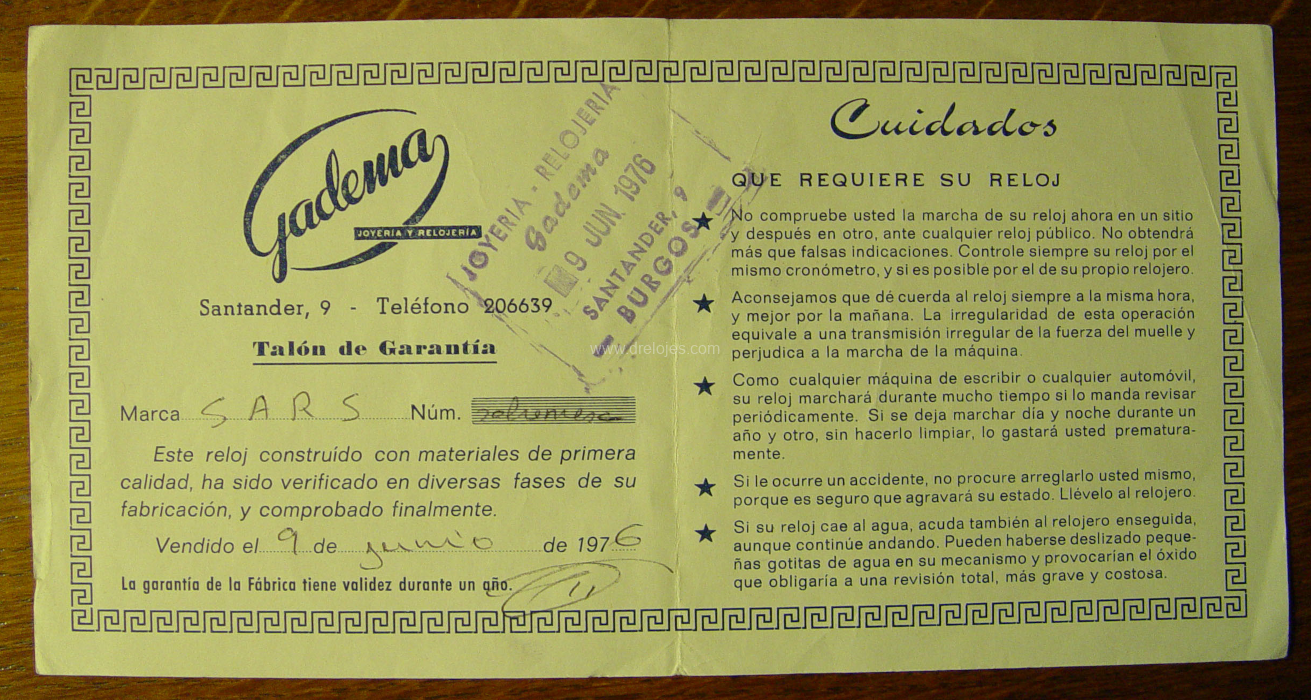 Gadema
JOYERÍA Y RELOJERÍA
Santander, 9 - Teléfono 206639
Talón de Garantía
Marca SARS Núm. sobremesa
Este reloj construído con materiales de primera
calidad, ha sido verificado en diversas fases de su
fabricación, y comprobado finalmente.
Vendido el 9 de junio de 1976
La garantía de la Fábrica tiene validez durante un año.
JOYERIA - RELOJERIA
Gadema
9 JUN. 1976
SANTANDER, 9
- BURGOS -
www.drelojes.com
Cuidados
QUE REQUIERE SU RELOJ
★ No compruebe usted la marcha de su reloj ahora en un sitio
y después en otro, ante cualquier reloj público. No obtendrá
más que falsas indicaciones. Controle siempre su reloj por el
mismo cronómetro, y si es posible por el de su propio relojero.
★ Aconsejamos que dé cuerda al reloj siempre a la misma hora,
y mejor por la mañana. La irregularidad de esta operación
equivale a una transmisión irregular de la fuerza del muelle y
perjudica a la marcha de la máquina.
★ Como cualquier máquina de escribir o cualquier automóvil,
su reloj marchará durante mucho tiempo si lo manda revisar
periódicamente. Si se deja marchar día y noche durante un
año y otro, sin hacerlo limpiar, lo gastará usted prematura-
mente.
★ Si le ocurre un accidente, no procure arreglarlo usted mismo,
porque es seguro que agravará su estado. Llévelo al relojero.
★ Si su reloj cae al agua, acuda también al relojero enseguida,
aunque continúe andando. Pueden haberse deslizado peque-
ñas gotitas de agua en su mecanismo y provocarían el óxido
que obligaría a una revisión total, más grave y costosa.